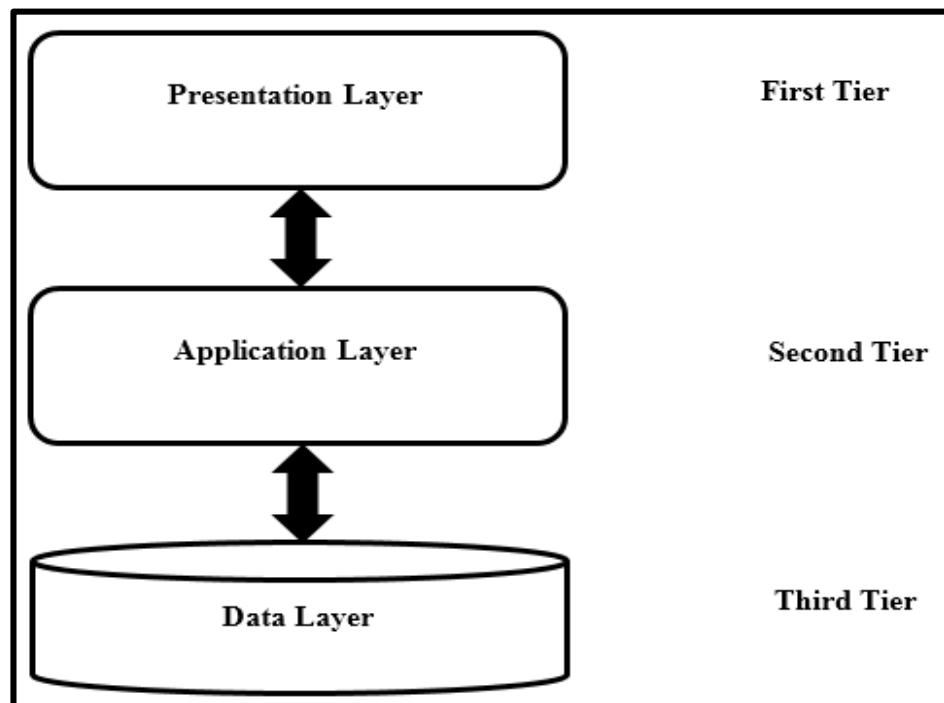 Presentation Layer
First Tier
Application Layer
Second Tier
Data Layer
Third Tier